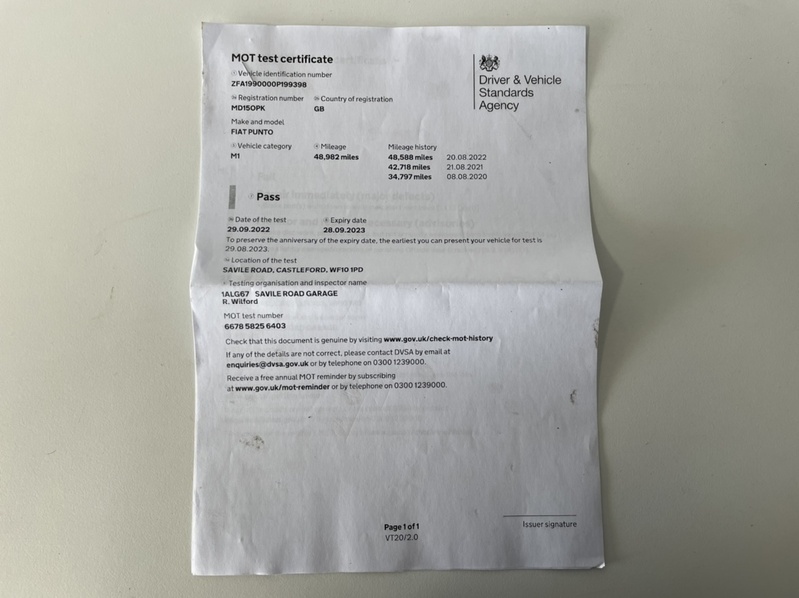 MOT test certificate
Vehicle identification number
ZFA1990000P199398
Driver & Vehicle
Standards
Agency
Registration number Country of registration
MD15OPK GB
Make and model
FIAT PUNTO
Vehicle category Mileage Mileage history
M1 48,982 miles 48,588 miles 20.08.2022
42,718 miles 21.08.2021
34,797 miles 08.08.2020
Pass
Date of the test Expiry date
29.09.2022 28.09.2023
To preserve the anniversary of the expiry date, the earliest you can present your vehicle for test is
29.08.2023.
Location of the test
SAVILE ROAD, CASTLEFORD, WF10 1PD
Testing organisation and inspector name
1ALG67 SAVILE ROAD GARAGE
R. Wilford
MOT test number
6678 5825 6403
Check that this document is genuine by visiting www.gov.uk/check-mot-history
If any of the details are not correct, please contact DVSA by email at
enquiries@dvsa.gov.uk or by telephone on 0300 1239000.
Receive a free annual MOT reminder by subscribing
at www.gov.uk/mot-reminder or by telephone on 0300 1239000.
Page 1 of 1
VT20/2.0
Issuer signature